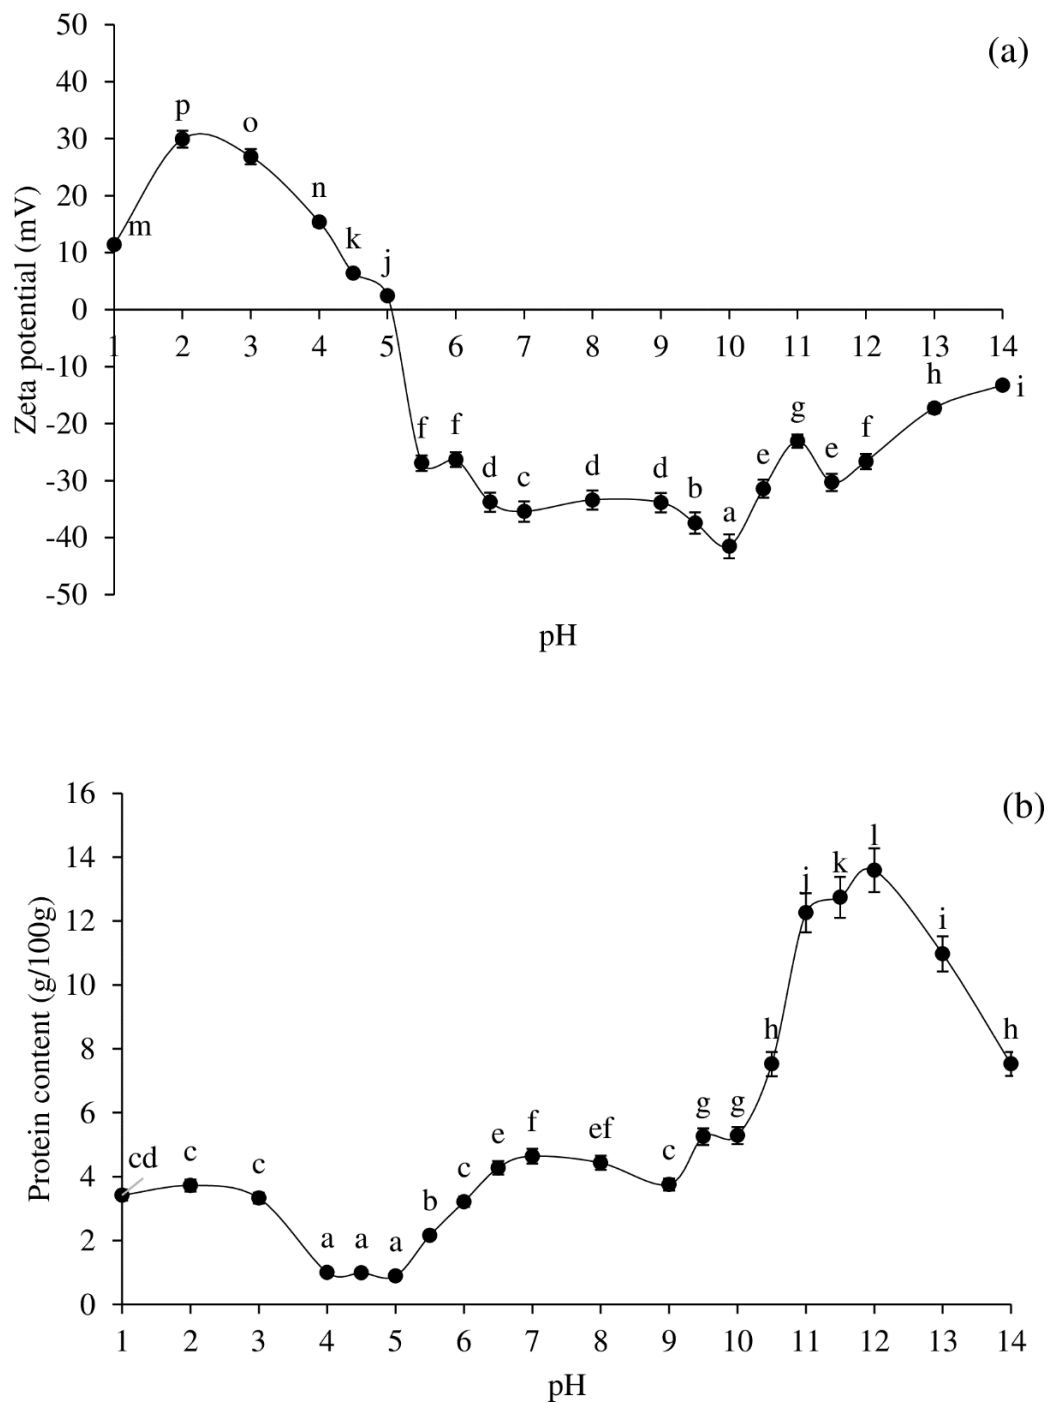 50
(a)
40
p
30
o
20
n
m
10
k
j
0
1 2 3 4 5 6 7 8 9 10 11 12 13 14
-10
h
i
-20
g
f f
e
f
-30
d c d d
e
b
-40
a
-50
Zeta potential (mV)
pH
16
(b)
14
l
k
j
12
i
10
8
h
h
6
g g
ef
f
e
4
cd c c
c
c
b
2
a a a
0
1 2 3 4 5 6 7 8 9 10 11 12 13 14
Protein content (g/100g)
pH